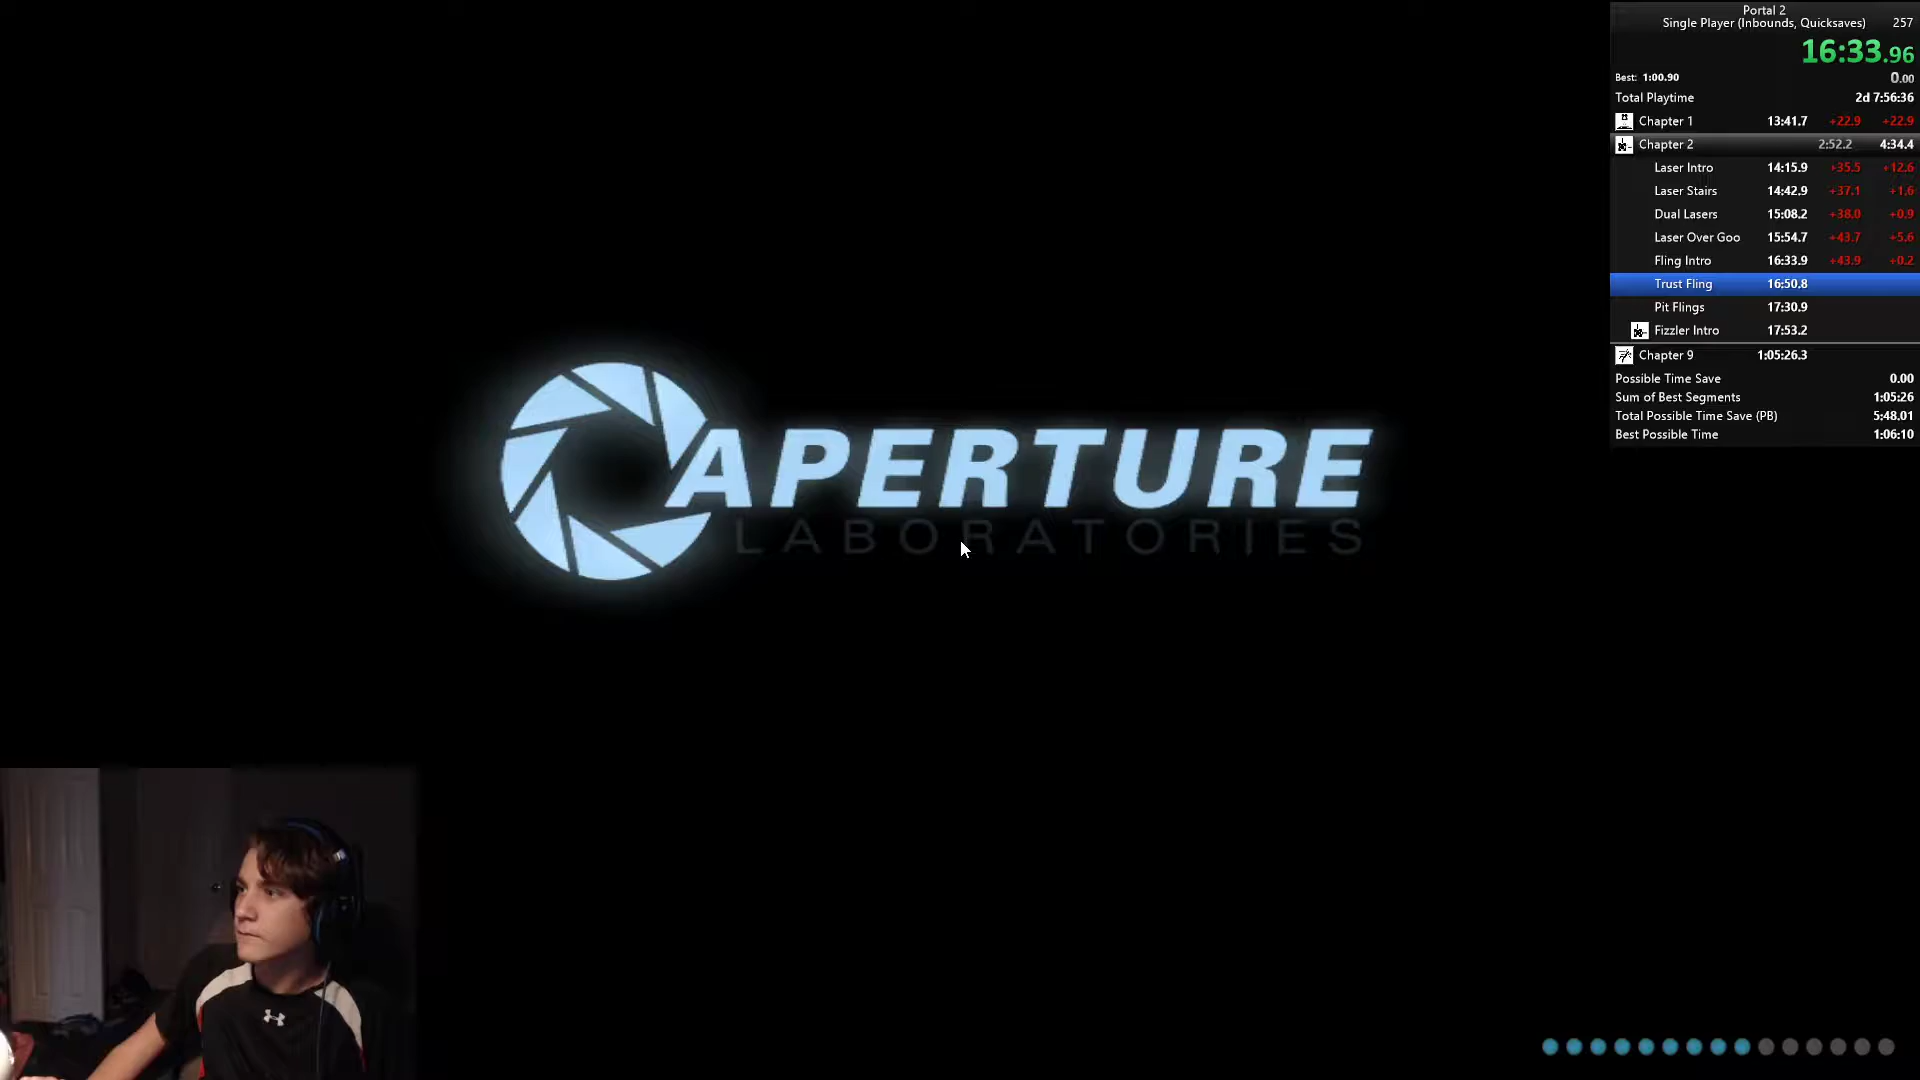 Portal 2
Single Player (Inbounds, Quicksaves) 257
16:33.96
Best: 1:00.90 0.00
Total Playtime 2d 7:56:36
Chapter 1 13:41.7 +22.9 +22.9
Chapter 2 2:52.2 4:34.4
Laser Intro 14:15.9 +35.5 +12.6
Laser Stairs 14:42.9 +37.1 +1.6
Dual Lasers 15:08.2 +38.0 +0.9
Laser Over Goo 15:54.7 +43.7 +5.6
Fling Intro 16:33.9 +43.9 +0.2
Trust Fling 16:50.8
Pit Flings 17:30.9
Fizzler Intro 17:53.2
Chapter 9 1:05:26.3
Possible Time Save 0.00
Sum of Best Segments 1:05:26
Total Possible Time Save (PB) 5:48.01
Best Possible Time 1:06:10
APERTURE
LABORATORIES